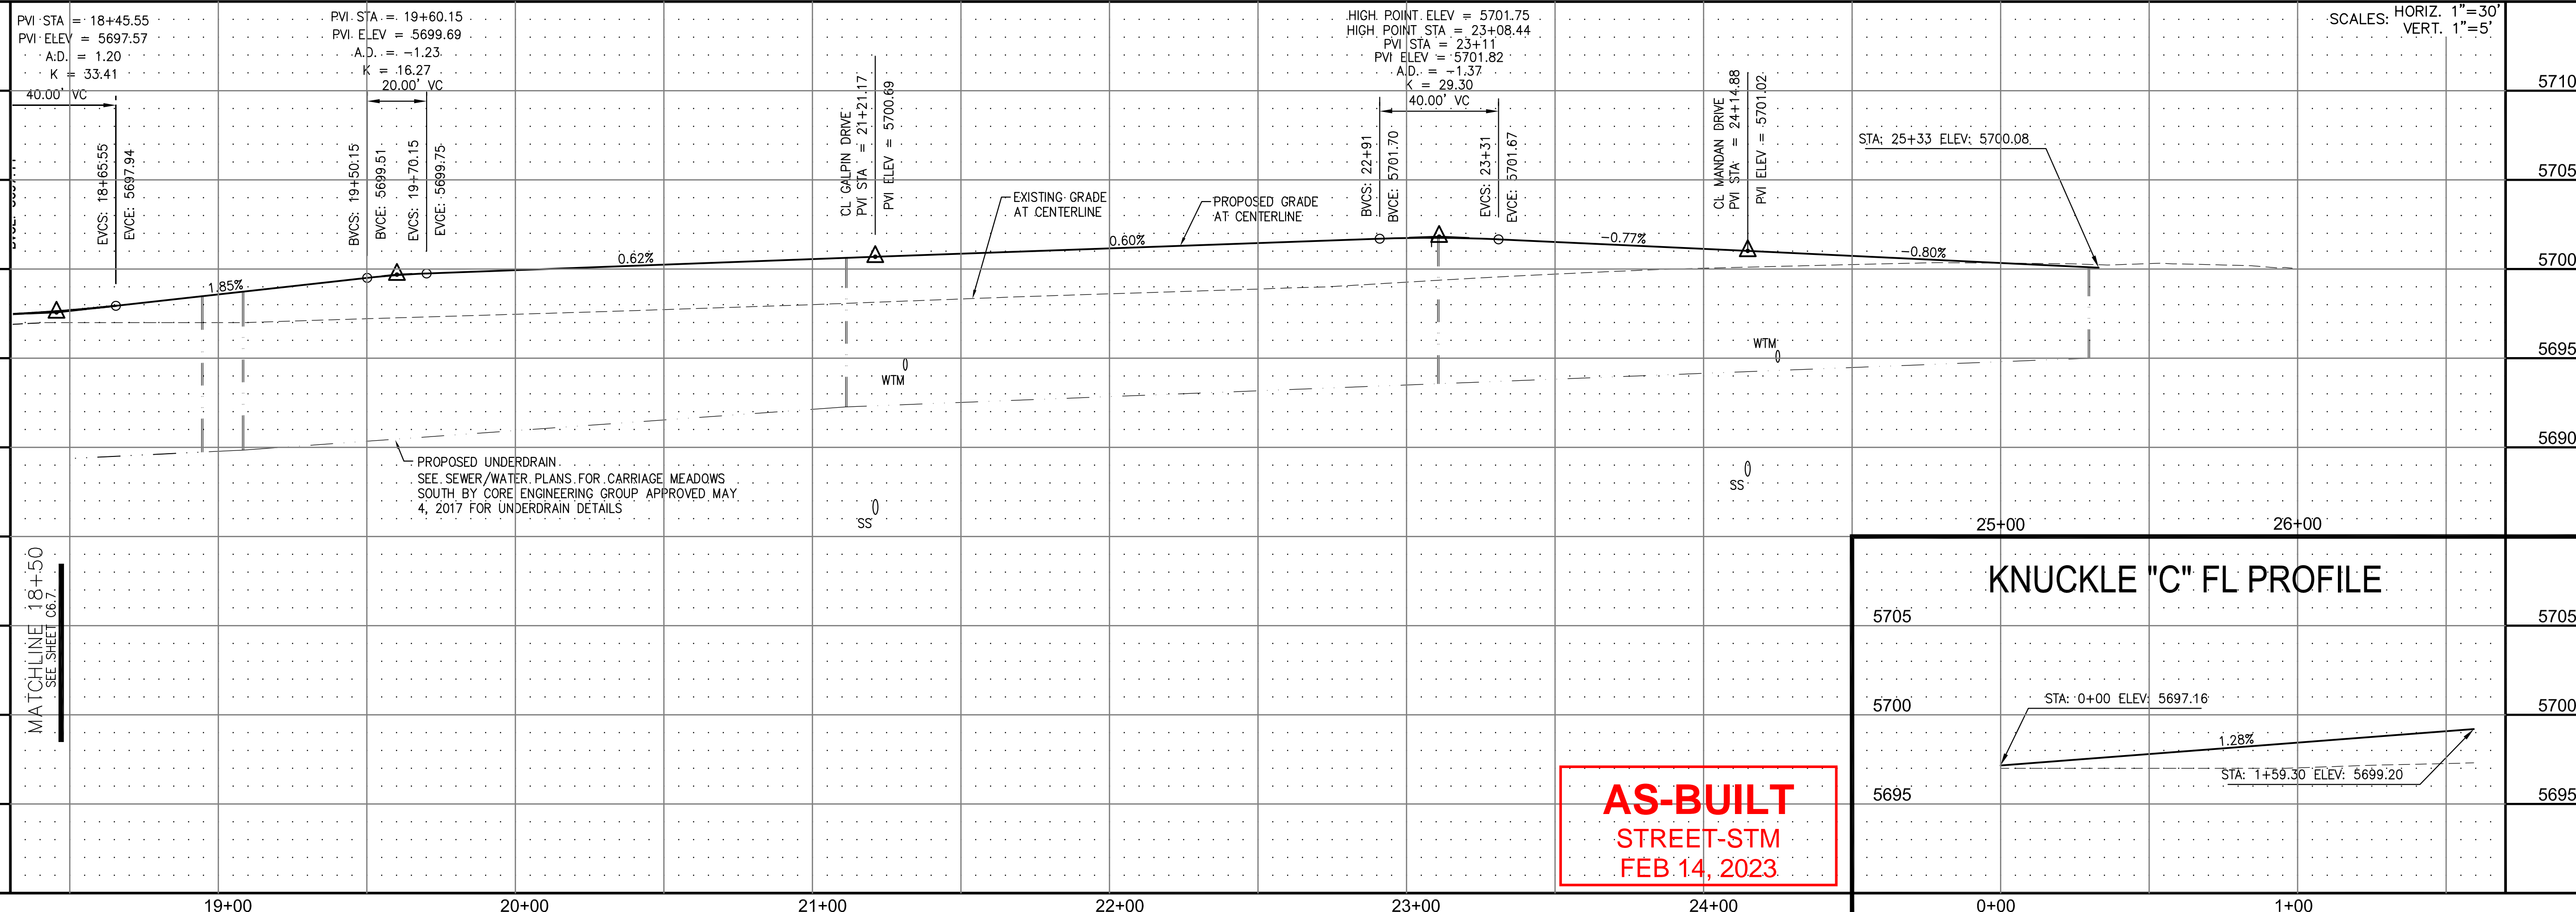 PVI STA = 18+45.55
PVI ELEV = 5697.57
A.D. = 1.20
K = 33.41
40.00' VC
EVCS: 18+65.55
EVCE: 5697.94
PVI STA = 19+60.15
PVI ELEV = 5699.69
A.D. = -1.23
K = 16.27
20.00' VC
BVCS: 19+50.15
BVCE: 5699.51
EVCS: 19+70.15
EVCE: 5699.75
CL GALPIN DRIVE
PVI STA = 21+21.17
PVI ELEV = 5700.69
HIGH POINT ELEV = 5701.75
HIGH POINT STA = 23+08.44
PVI STA = 23+11
PVI ELEV = 5701.82
A.D. = -1.37
K = 29.30
40.00' VC
BVCS: 22+91
BVCE: 5701.70
EVCS: 23+31
EVCE: 5701.67
CL MANDAN DRIVE
PVI STA = 24+14.88
PVI ELEV = 5701.02
STA: 25+33 ELEV: 5700.08
SCALES: HORIZ. 1"=30'
VERT. 1"=5'
5710
5705
5700
5695
5690
EXISTING GRADE
AT CENTERLINE
PROPOSED GRADE
AT CENTERLINE
1.85%
0.62%
0.60%
-0.77%
-0.80%
WTM
WTM
SS
SS
PROPOSED UNDERDRAIN
SEE SEWER/WATER PLANS FOR CARRIAGE MEADOWS
SOUTH BY CORE ENGINEERING GROUP APPROVED MAY
4, 2017 FOR UNDERDRAIN DETAILS
25+00
26+00
MATCHLINE 18+50
SEE SHEET C6.7
KNUCKLE "C" FL PROFILE
5705
5705
5700
5700
5695
5695
STA: 0+00 ELEV: 5697.16
1.28%
STA: 1+59.30 ELEV: 5699.20
AS-BUILT
STREET-STM
FEB 14, 2023
19+00
20+00
21+00
22+00
23+00
24+00
0+00
1+00